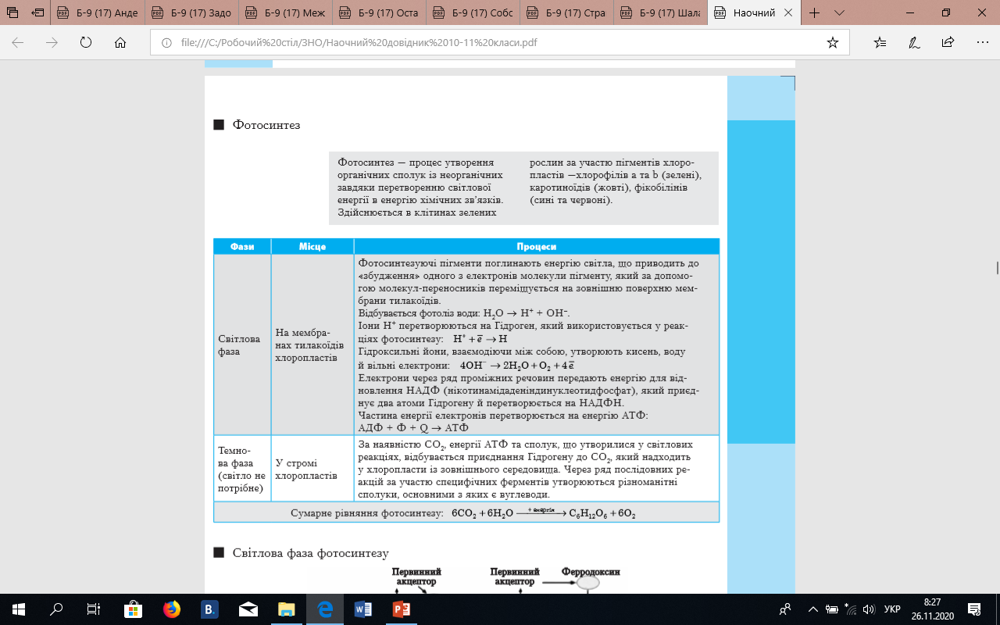 Б-9 (17) Анде
Б-9 (17) Задо
Б-9 (17) Меж
Б-9 (17) Оста
Б-9 (17) Собс
Б-9 (17) Стра
Б-9 (17) Шала
Наочний
file:///C:/Робочий%20стіл/ЗНО/Наочний%20довідник%2010-11%20класи.pdf
Фотосинтез
Фотосинтез — процес утворення
органічних сполук із неорганічних
завдяки перетворенню світлової
енергії в енергію хімічних зв’язків.
Здійснюється в клітинах зелених
рослин за участю пігментів хлоро-
пластів —хлорофілів a та b (зелені),
каротиноїдів (жовті), фікобілінів
(сині та червоні).
Фази Місце Процеси
Світлова
фаза
На мембра-
нах тилакоїдів
хлоропластів
Фотосинтезуючі пігменти поглинають енергію світла, що приводить до
«збудження» одного з електронів молекули пігменту, який за допомо-
гою молекул-переносників переміщується на зовнішню поверхню мем-
брани тилакоїдів.
Відбувається фотоліз води: H₂O → H⁺ + OH⁻.
Іони H⁺ перетворюються на Гідроген, який використовується у реак-
ціях фотосинтезу: H⁺ + e̅ → H
Гідроксильні йони, взаємодіючи між собою, утворюють кисень, воду
й вільні електрони: 4OH⁻ → 2H₂O + O₂ + 4e̅
Електрони через ряд проміжних речовин передають енергію для від-
новлення НАДФ (нікотинамідаденіндинуклеотидфосфат), який приєд-
нує два атоми Гідрогену й перетворюється на НАДФН.
Частина енергії електронів перетворюється на енергію АТФ:
АДФ + Ф + Q → АТФ
Темно-
ва фаза
(світло не
потрібне)
У стромі
хлоропластів
За наявністю CO₂, енергії АТФ та сполук, що утворилися у світлових
реакціях, відбувається приєднання Гідрогену до CO₂, який надходить
у хлоропласти із зовнішнього середовища. Через ряд послідовних ре-
акцій за участю специфічних ферментів утворюються різноманітні
сполуки, основними з яких є вуглеводи.
Сумарне рівняння фотосинтезу: 6CO₂ + 6H₂O + енергія → C₆H₁₂O₆ + 6O₂
Світлова фаза фотосинтезу
Первинний
акцептор
Первинний
акцептор
Ферродоксин
B.
УКР
8:27
26.11.2020